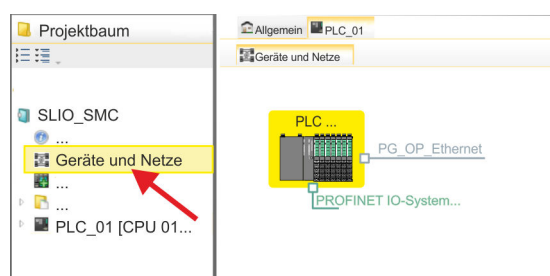 Projektbaum
SLIO_SMC
...
Geräte und Netze
...
...
PLC_01 [CPU 01...
Allgemein
PLC_01
Geräte und Netze
PLC ...
PG_OP_Ethernet
PROFINET IO-System...